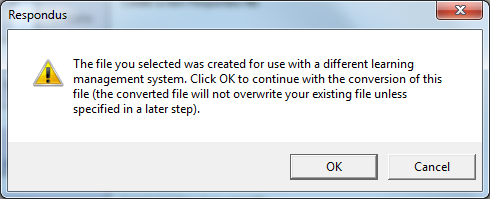 Respondus
The file you selected was created for use with a different learning
management system. Click OK to continue with the conversion of this
file (the converted file will not overwrite your existing file unless
specified in a later step).
OK
Cancel